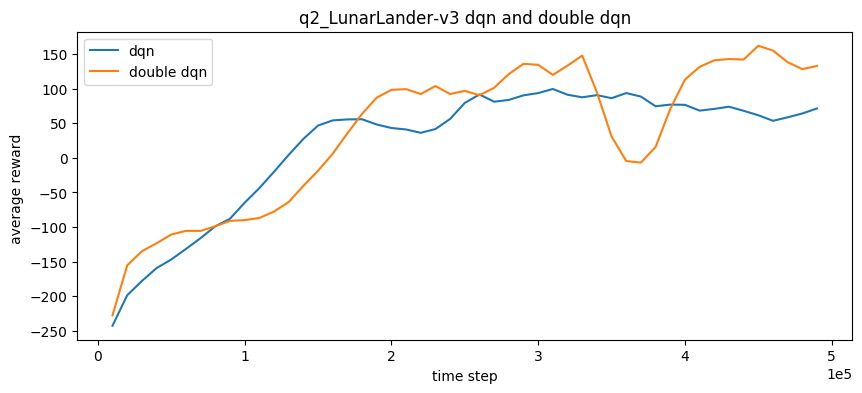 q2_LunarLander-v3 dqn and double dqn
dqn
double dqn
average reward
150
100
50
0
−50
−100
−150
−200
−250
0 1 2 3 4 5
1e5
time step